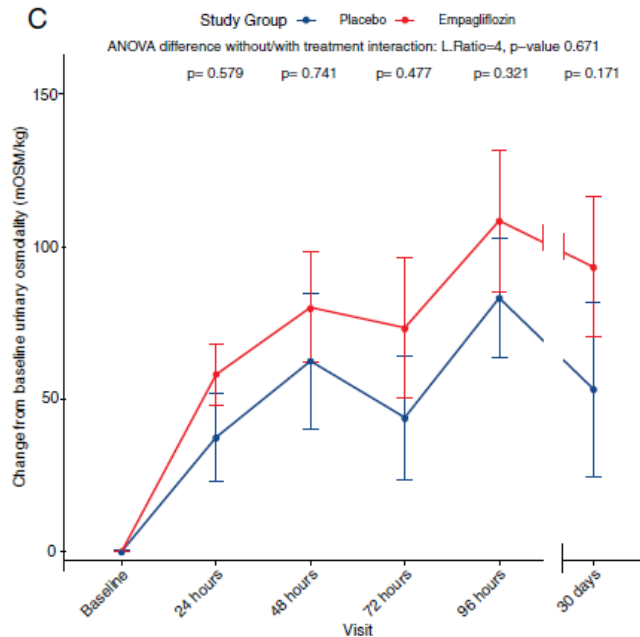 C
Study Group Placebo Empagliflozin
ANOVA difference without/with treatment interaction: L.Ratio=4, p−value 0.671
p= 0.579 p= 0.741 p= 0.477 p= 0.321 p= 0.171
Change from baseline urinary osmolality (mOSM/kg)
150
100
50
0
Baseline 24 hours 48 hours 72 hours 96 hours 30 days
Visit